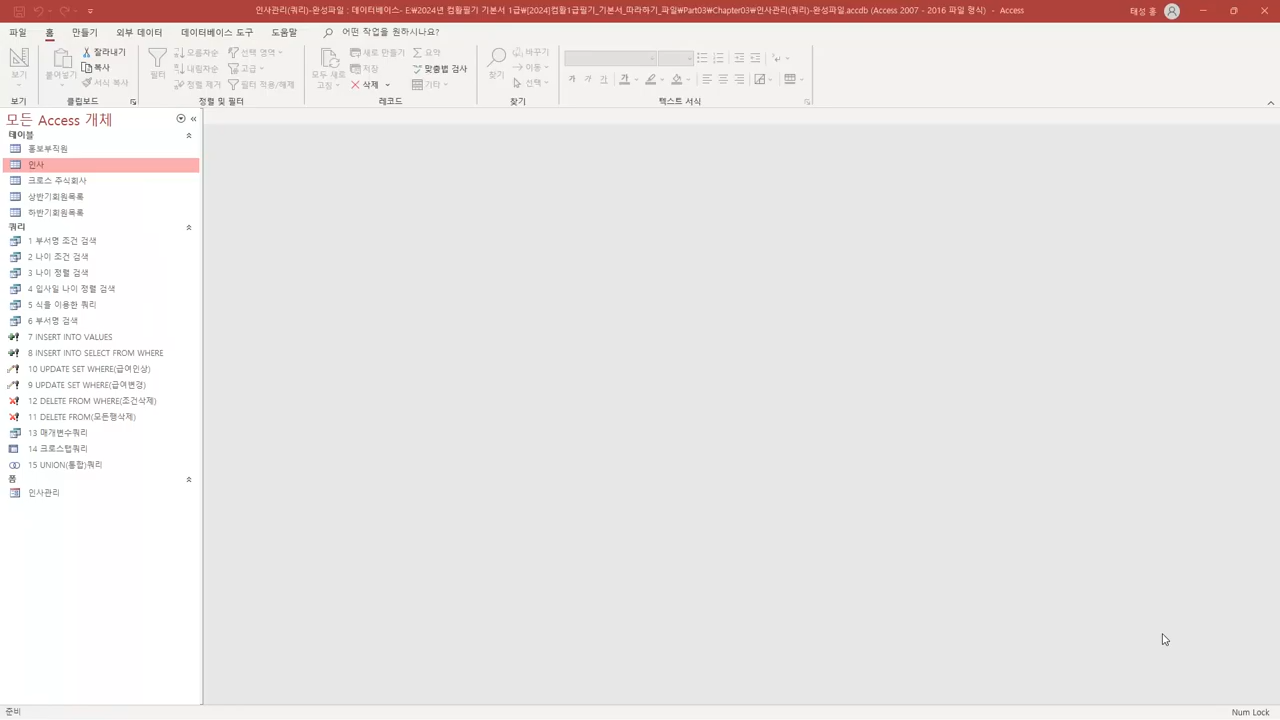 인사관리(쿼리)-완성파일 : 데이터베이스- E:₩2024년 컴활필기 기본서 1급₩[2024]컴활1급필기_기본서_따라하기_파일₩Part03₩Chapter03₩인사관리(쿼리)-완성파일.accdb (Access 2007 - 2016 파일 형식) - Access
태성 홍
파일 홈 만들기 외부 데이터 데이터베이스 도구 도움말 어떤 작업을 원하시나요?
보기
보기
붙여넣기
잘라내기
복사
서식 복사
클립보드
필터
오름차순
내림차순
정렬 제거
선택 영역
고급
필터 적용/해제
정렬 및 필터
모두 새로 고침
새로 만들기
저장
삭제
요약
맞춤법 검사
기타
레코드
찾기
바꾸기
이동
선택
찾기
가 가 가 가
텍스트 서식
모든 Access 개체
테이블
홍보부직원
인사
크로스 주식회사
상반기회원목록
하반기회원목록
쿼리
1 부서명 조건 검색
2 나이 조건 검색
3 나이 정렬 검색
4 입사일 나이 정렬 검색
5 식을 이용한 쿼리
6 부서명 검색
7 INSERT INTO VALUES
8 INSERT INTO SELECT FROM WHERE
10 UPDATE SET WHERE(급여인상)
9 UPDATE SET WHERE(급여변경)
12 DELETE FROM WHERE(조건삭제)
11 DELETE FROM(모든행삭제)
13 매개변수쿼리
14 크로스탭쿼리
15 UNION(통합)쿼리
폼
인사관리
준비
Num Lock